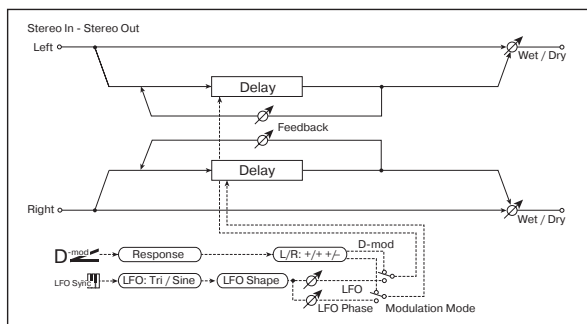 Stereo In - Stereo Out
Left
Wet / Dry
Delay
Feedback
Delay
Right
Wet / Dry
D-mod
Response
L/R: +/+ +/–
D-mod
LFO Sync
LFO: Tri / Sine
LFO Shape
LFO
LFO Phase
Modulation Mode